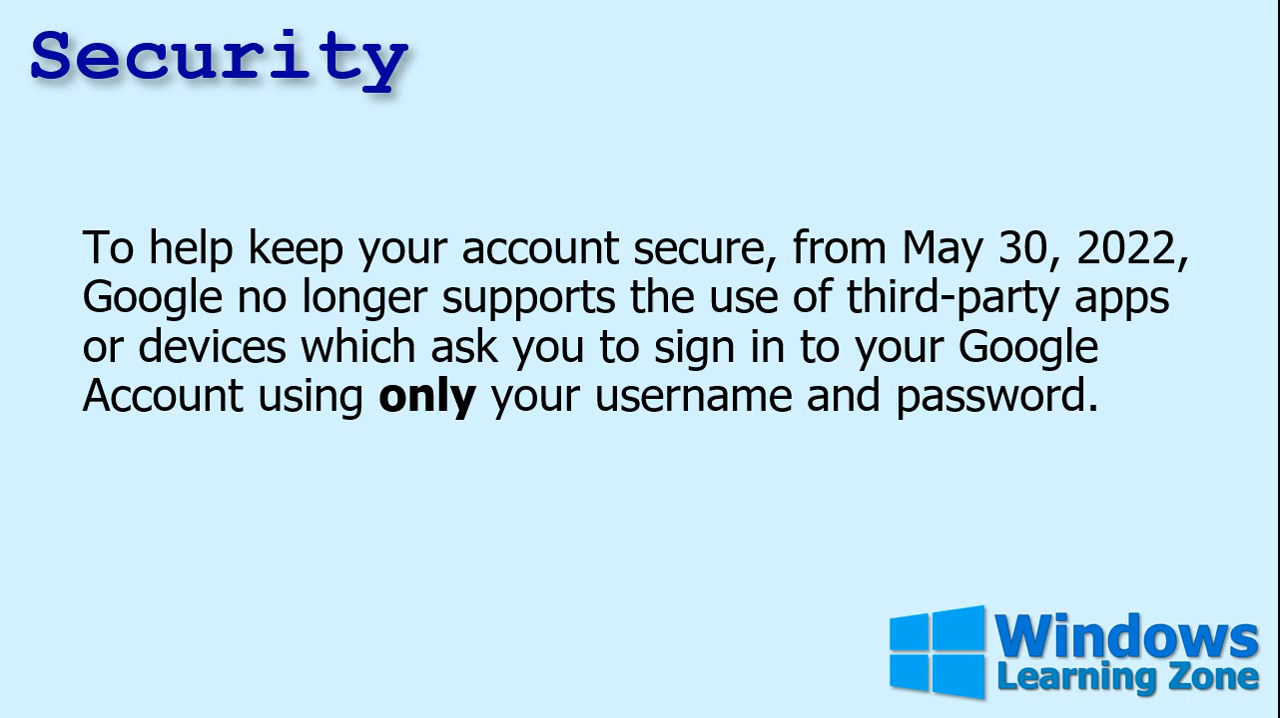 Security
To help keep your account secure, from May 30, 2022,
Google no longer supports the use of third-party apps
or devices which ask you to sign in to your Google
Account using only your username and password.
Windows
Learning Zone